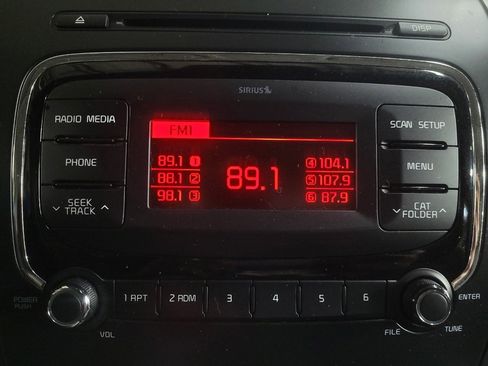 DISP
SIRIUS
RADIO MEDIA
FM1
SCAN SETUP
89.1 1
4 104.1
PHONE
88.1 2
89.1
5 107.9
MENU
98.1 3
6 87.9
SEEK
TRACK
CAT
FOLDER
POWER
PUSH
1 RPT
2 RDM
3
4
5
6
ENTER
VOL
FILE
TUNE